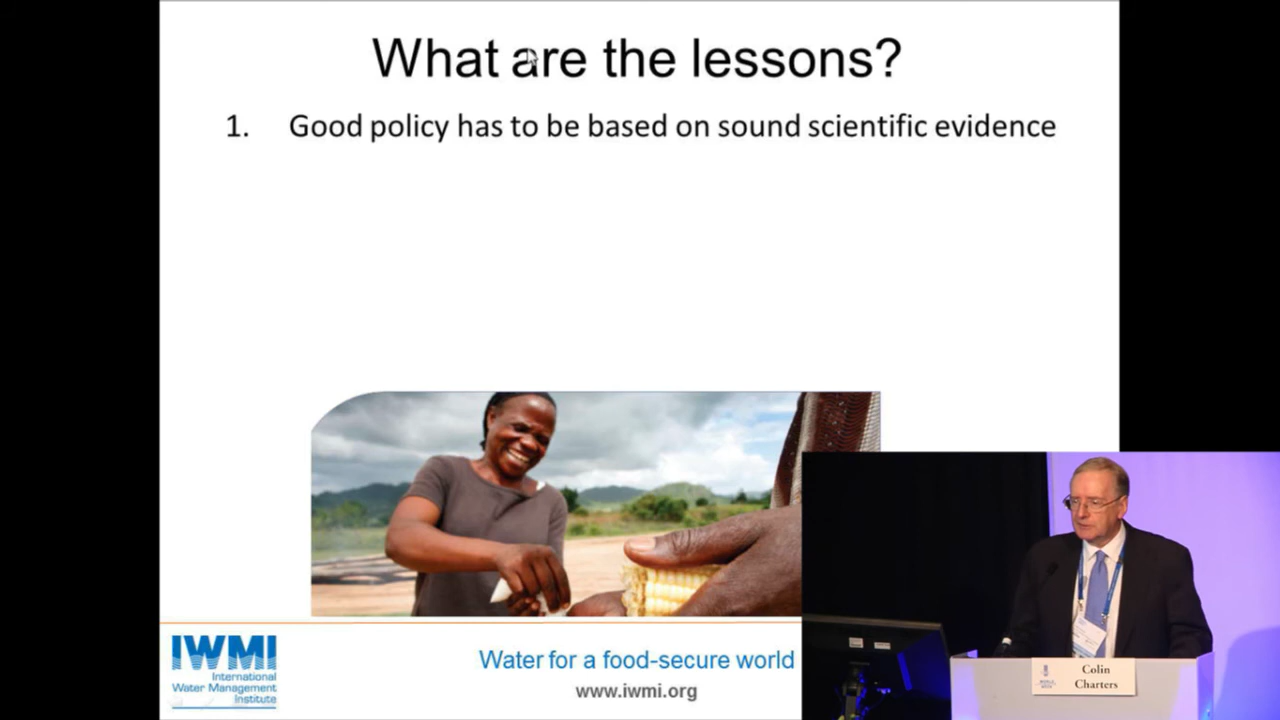 What are the lessons?
1. Good policy has to be based on sound scientific evidence
IWMI
International
Water Management
Institute
Water for a food-secure world
www.iwmi.org
Colin
Charters